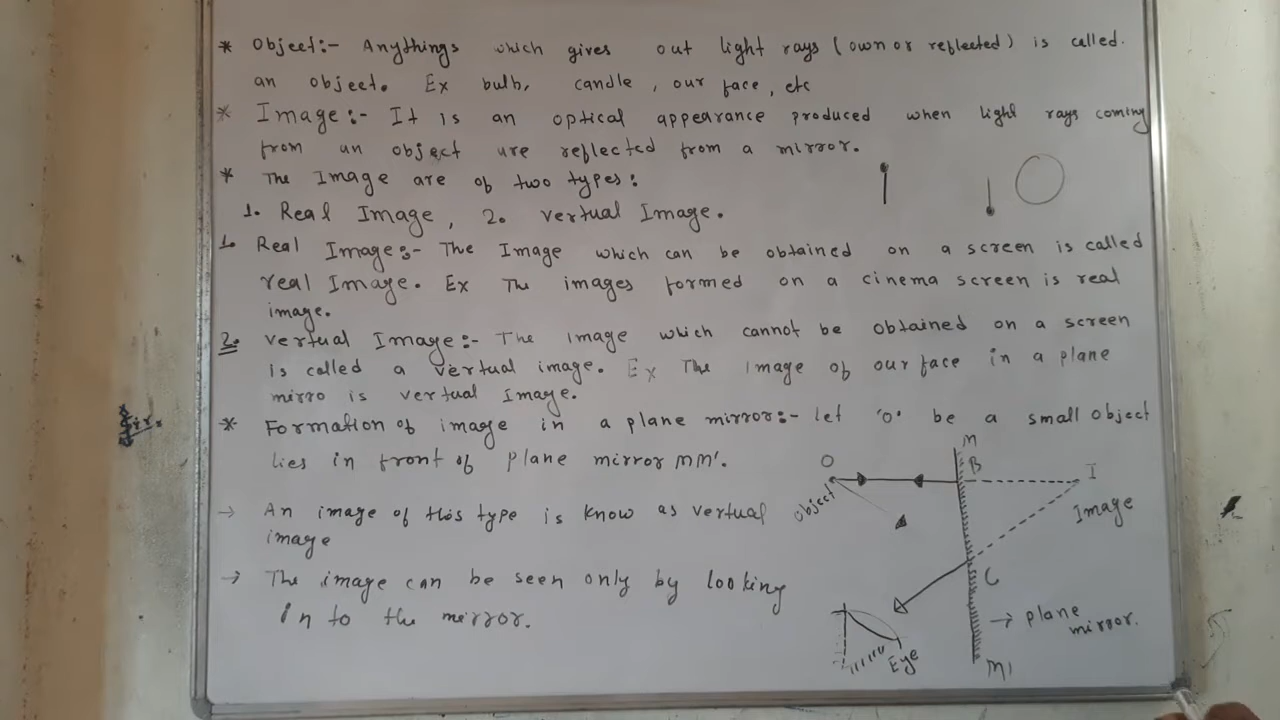 * Object:- Anythings which gives out light rays (own or reflected) is called.
an object. Ex bulb, candle, our face, etc
* Image:- It is an optical appearance produced when light rays coming
from an object are reflected from a mirror.
* The Image are of two types:
1. Real Image, 2. vertual Image.
1. Real Image:- The Image which can be obtained on a screen is called
real Image. Ex The images formed on a cinema screen is real
image.
2. vertual Image:- The image which cannot be obtained on a screen
is called a vertual image. Ex The image of our face in a plane
mirro is vertual Image.
* Formation of image in a plane mirror:- let 'O' be a small object
lies in front of plane mirror MM'.
→ An image of this type is know as vertual
image
→ The image can be seen only by looking
in to the mirror.
M
O
B
I
object
Image
C
→ plane
mirror.
Eye
M'